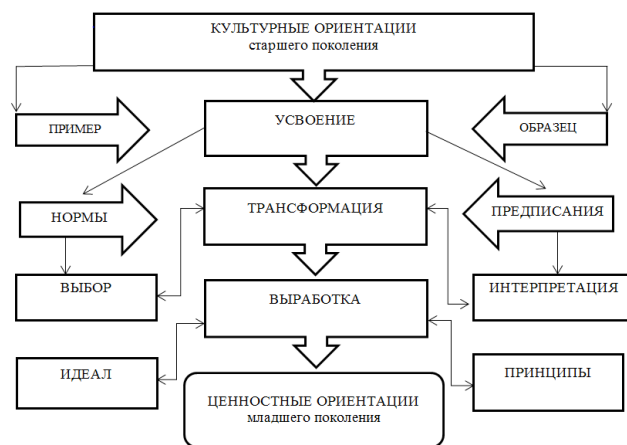 КУЛЬТУРНЫЕ ОРИЕНТАЦИИ
старшего поколения
ПРИМЕР
УСВОЕНИЕ
ОБРАЗЕЦ
НОРМЫ
ТРАНСФОРМАЦИЯ
ПРЕДПИСАНИЯ
ВЫБОР
ВЫРАБОТКА
ИНТЕРПРЕТАЦИЯ
ИДЕАЛ
ПРИНЦИПЫ
ЦЕННОСТНЫЕ ОРИЕНТАЦИИ
младшего поколения